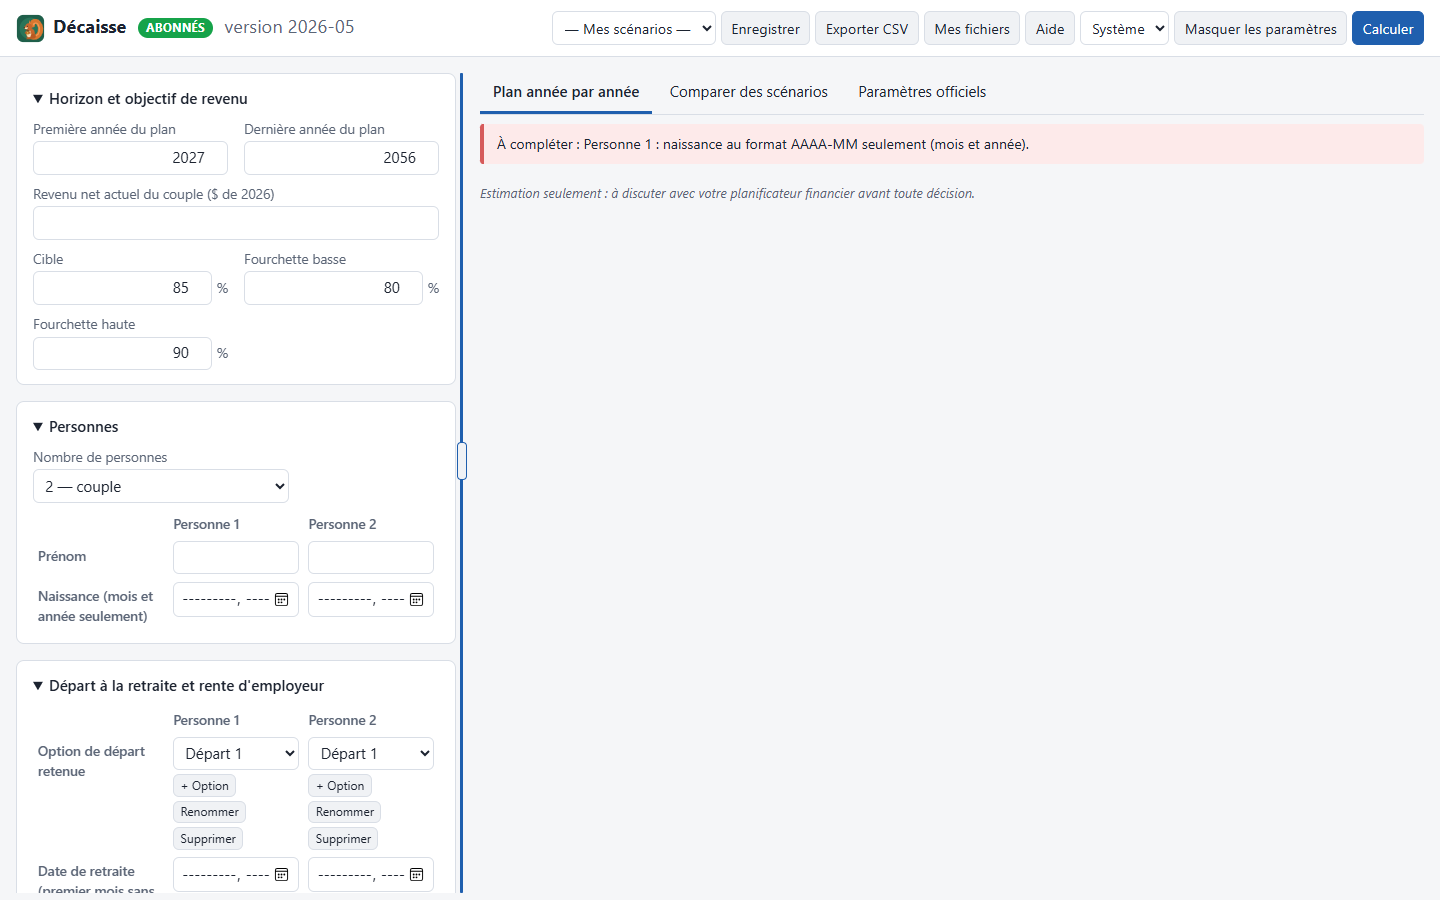 Décaisse ABONNÉS version 2026-05
— Mes scénarios — Enregistrer Exporter CSV Mes fichiers Aide Système Masquer les paramètres Calculer
▼ Horizon et objectif de revenu
Première année du plan Dernière année du plan
2027 2056
Revenu net actuel du couple ($ de 2026)
Cible Fourchette basse
85 % 80 %
Fourchette haute
90 %
▼ Personnes
Nombre de personnes
2 — couple
Personne 1 Personne 2
Prénom
Naissance (mois et
année seulement)
---------, ---- ---------, ----
▼ Départ à la retraite et rente d'employeur
Personne 1 Personne 2
Option de départ
retenue
Départ 1 Départ 1
+ Option + Option
Renommer Renommer
Supprimer Supprimer
Date de retraite
(premier mois sans
---------, ---- ---------, ----
Plan année par année Comparer des scénarios Paramètres officiels
À compléter : Personne 1 : naissance au format AAAA-MM seulement (mois et année).
Estimation seulement : à discuter avec votre planificateur financier avant toute décision.